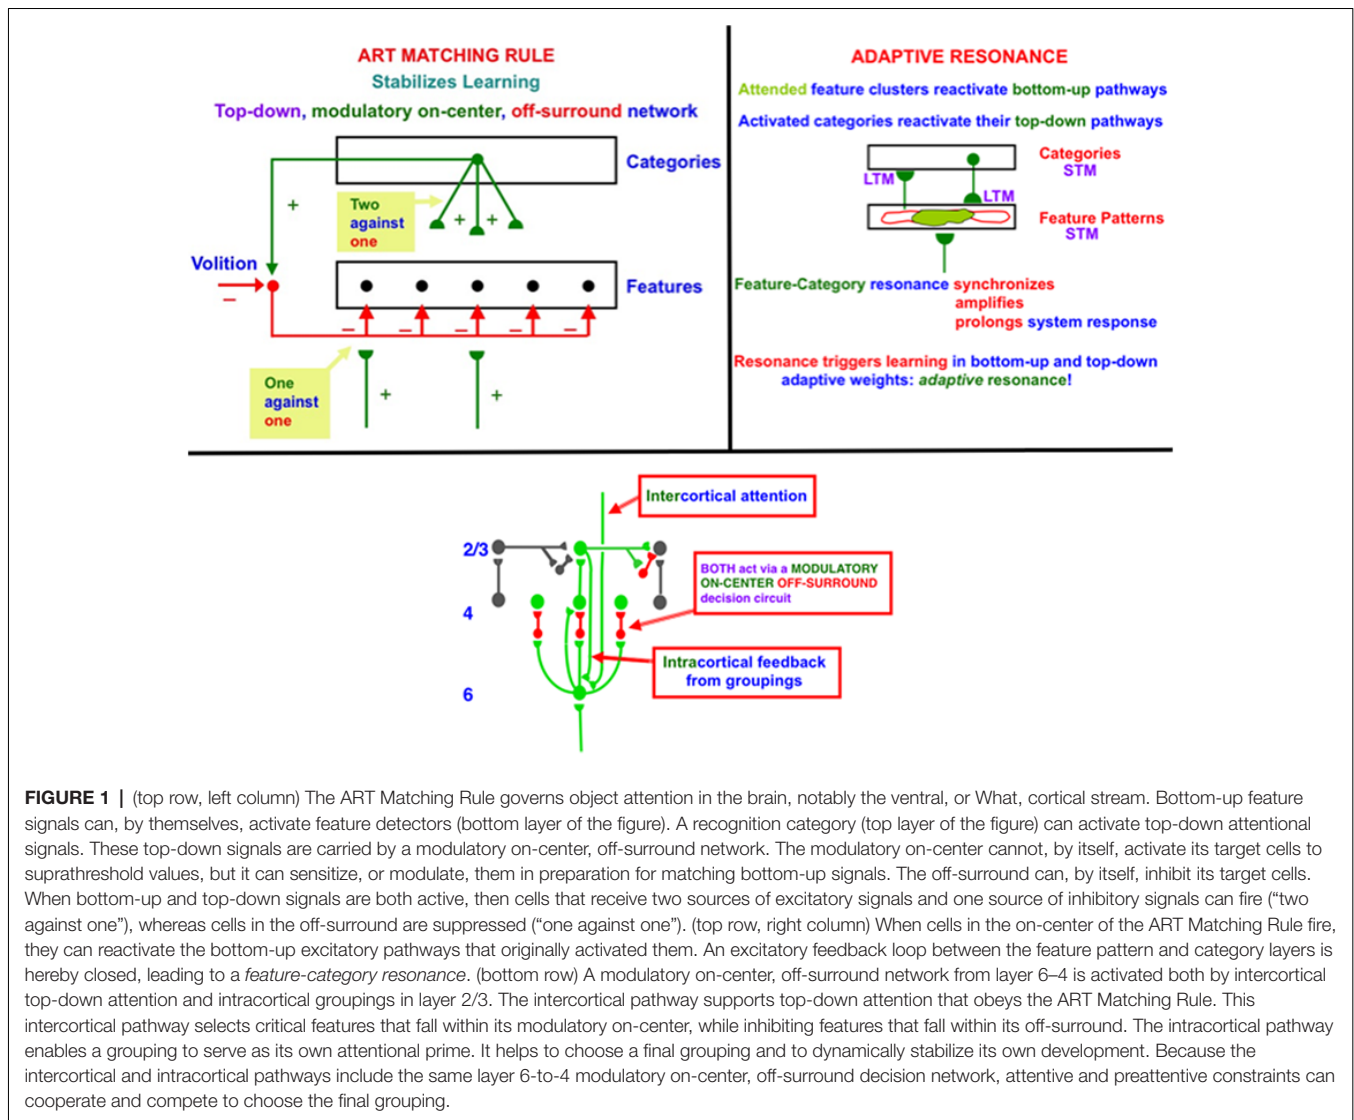 ART MATCHING RULE
Stabilizes Learning
Top-down, modulatory on-center, off-surround network
Categories
Two
against
one
+
+
+
Volition
−
Features
−
−
−
−
−
One
against
one
+
+
ADAPTIVE RESONANCE
Attended feature clusters reactivate bottom-up pathways
Activated categories reactivate their top-down pathways
Categories
STM
LTM
LTM
Feature Patterns
STM
Feature-Category resonance synchronizes
amplifies
prolongs system response
Resonance triggers learning in bottom-up and top-down
adaptive weights: adaptive resonance!
Intercortical attention
2/3
BOTH act via a MODULATORY
ON-CENTER OFF-SURROUND
decision circuit
4
Intracortical feedback
from groupings
6
FIGURE 1 | (top row, left column) The ART Matching Rule governs object attention in the brain, notably the ventral, or What, cortical stream. Bottom-up feature
signals can, by themselves, activate feature detectors (bottom layer of the figure). A recognition category (top layer of the figure) can activate top-down attentional
signals. These top-down signals are carried by a modulatory on-center, off-surround network. The modulatory on-center cannot, by itself, activate its target cells to
suprathreshold values, but it can sensitize, or modulate, them in preparation for matching bottom-up signals. The off-surround can, by itself, inhibit its target cells.
When bottom-up and top-down signals are both active, then cells that receive two sources of excitatory signals and one source of inhibitory signals can fire (“two
against one”), whereas cells in the off-surround are suppressed (“one against one”). (top row, right column) When cells in the on-center of the ART Matching Rule fire,
they can reactivate the bottom-up excitatory pathways that originally activated them. An excitatory feedback loop between the feature pattern and category layers is
hereby closed, leading to a feature-category resonance. (bottom row) A modulatory on-center, off-surround network from layer 6–4 is activated both by intercortical
top-down attention and intracortical groupings in layer 2/3. The intercortical pathway supports top-down attention that obeys the ART Matching Rule. This
intercortical pathway selects critical features that fall within its modulatory on-center, while inhibiting features that fall within its off-surround. The intracortical pathway
enables a grouping to serve as its own attentional prime. It helps to choose a final grouping and to dynamically stabilize its own development. Because the
intercortical and intracortical pathways include the same layer 6-to-4 modulatory on-center, off-surround decision network, attentive and preattentive constraints can
cooperate and compete to choose the final grouping.